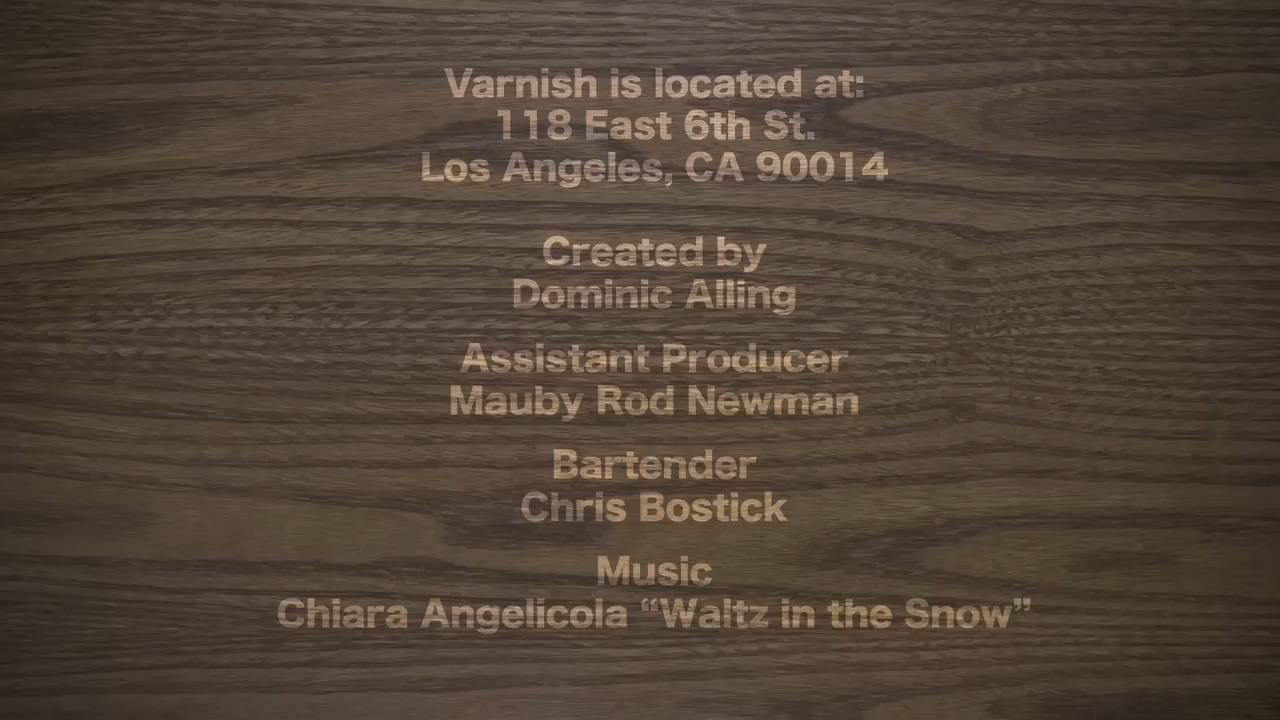 Varnish is located at:
118 East 6th St.
Los Angeles, CA 90014
Created by
Dominic Alling
Assistant Producer
Mauby Rod Newman
Bartender
Chris Bostick
Music
Chiara Angelicola “Waltz in the Snow”